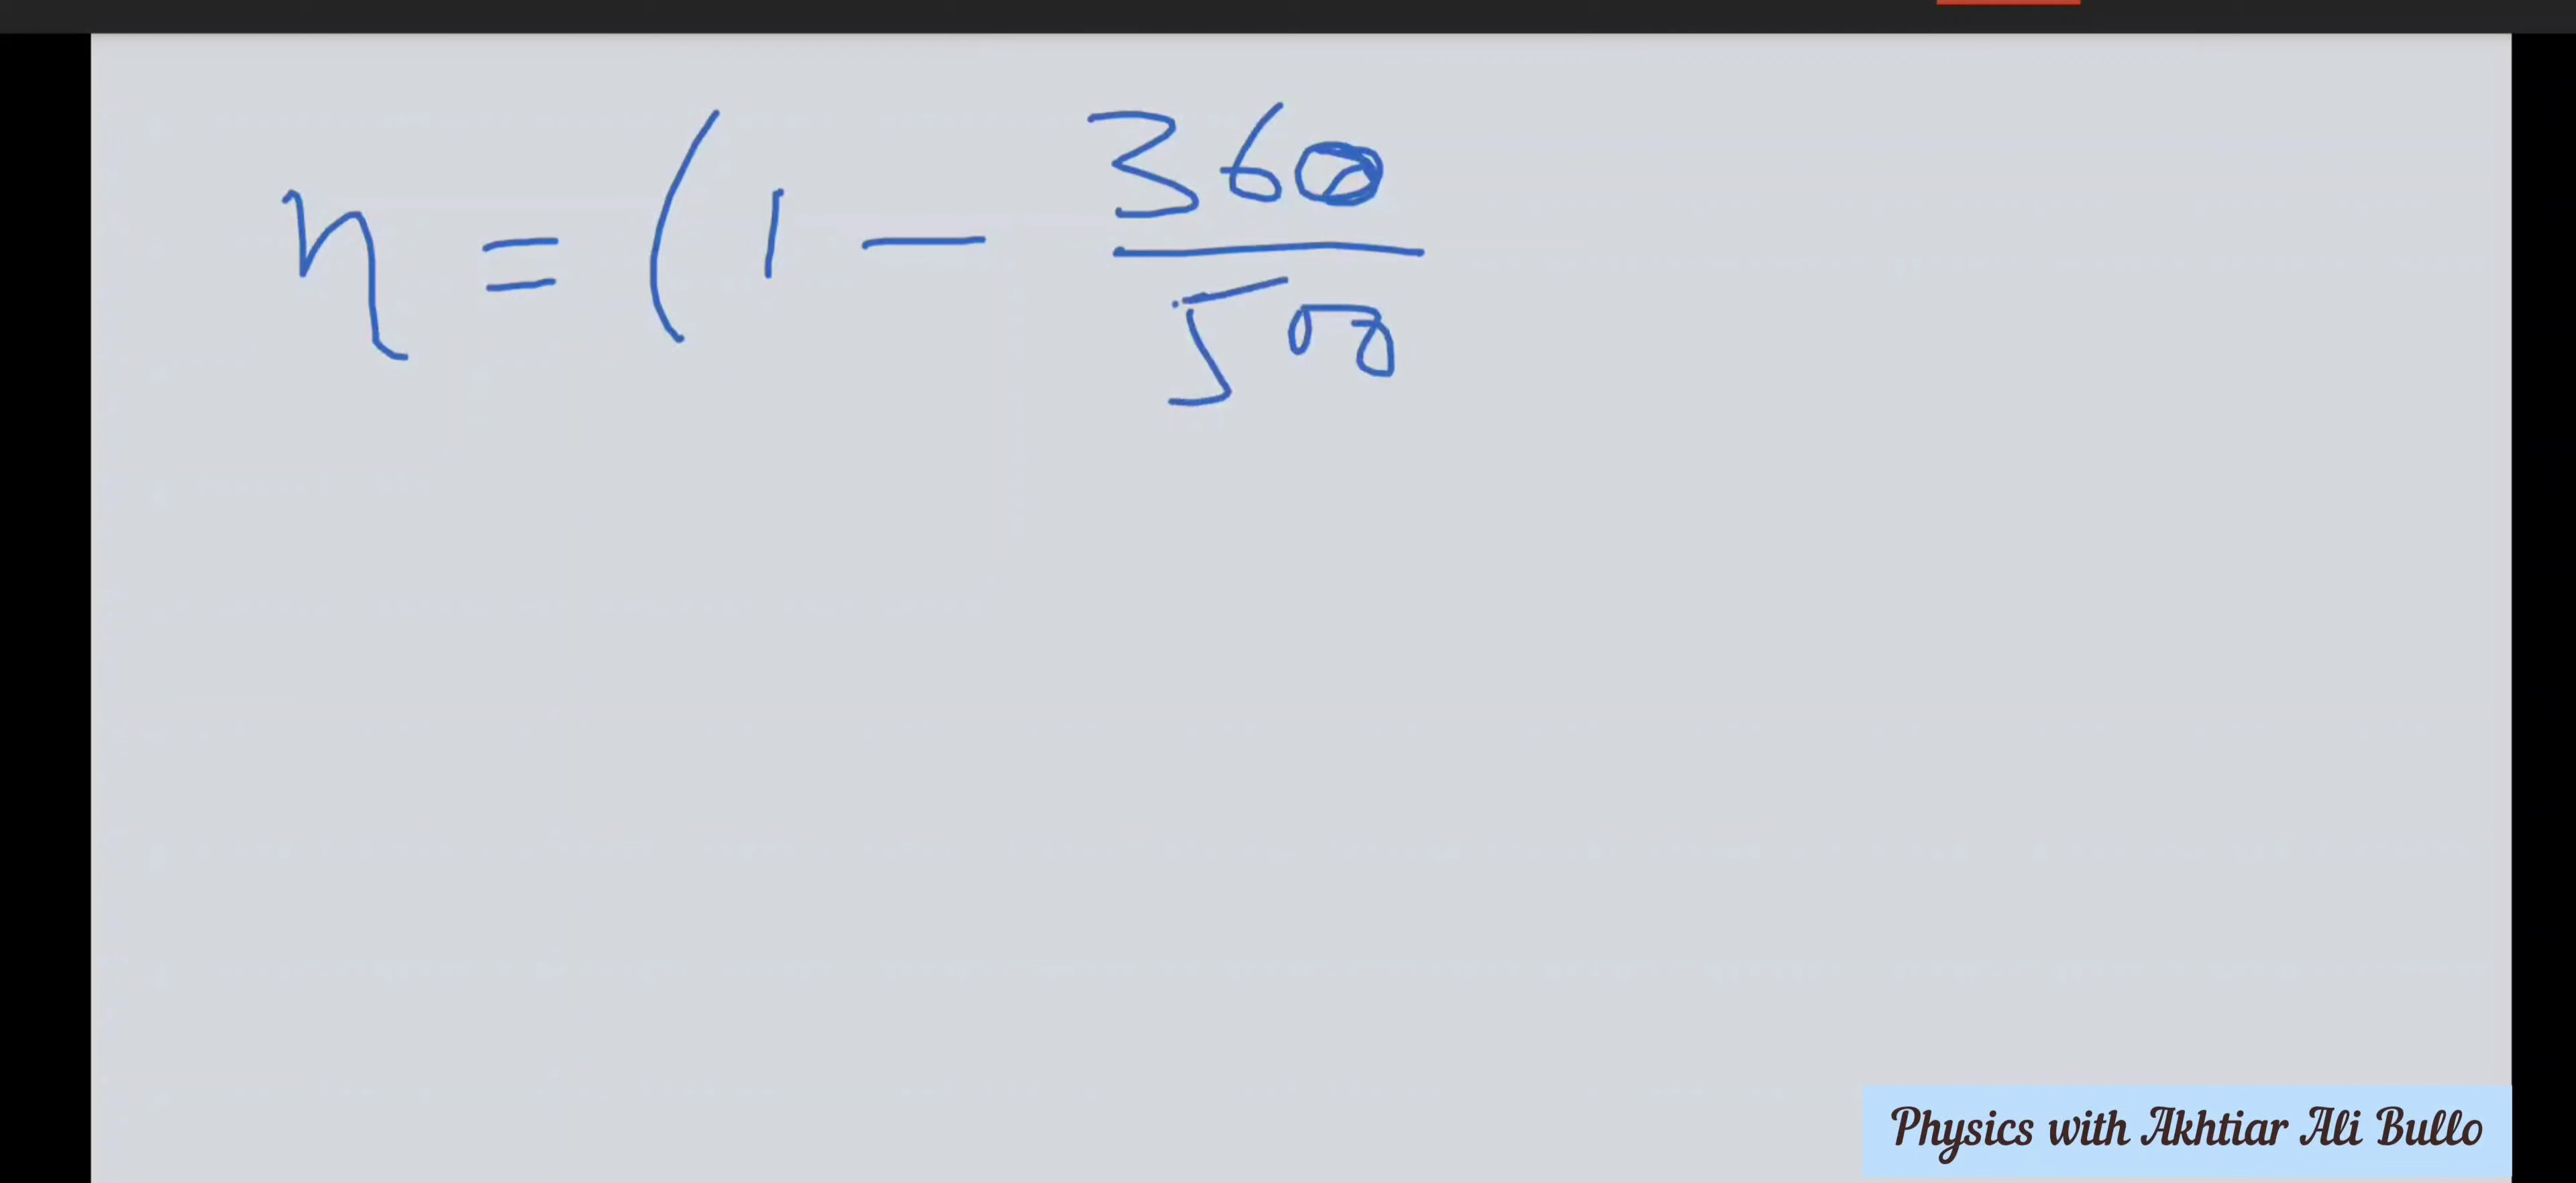 η = (1 - 360/500
Physics with Akhtiar Ali Bullo